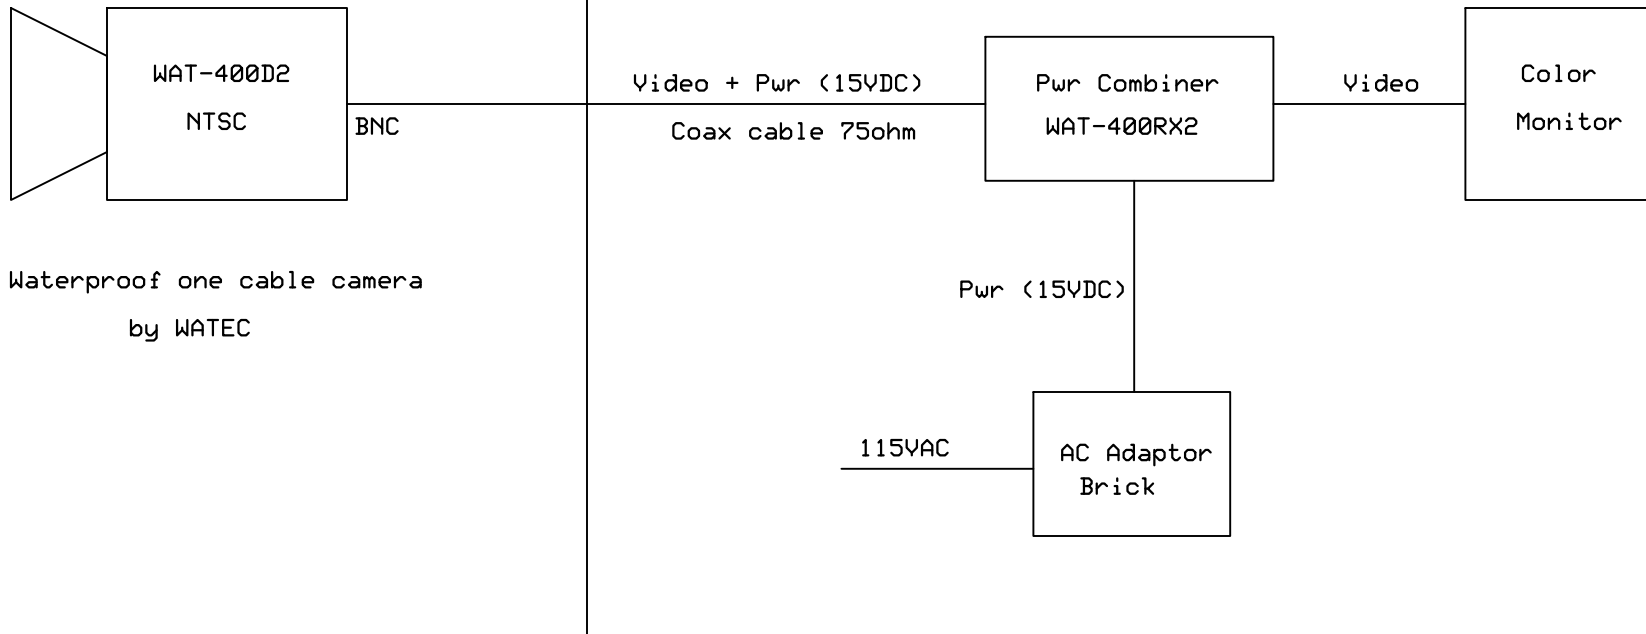 WAT-400D2
NTSC
BNC
Video + Pwr (15VDC)
Coax cable 75ohm
Pwr Combiner
WAT-400RX2
Video
Color
Monitor
Waterproof one cable camera
by WATEC
Pwr (15VDC)
115VAC
AC Adaptor
Brick